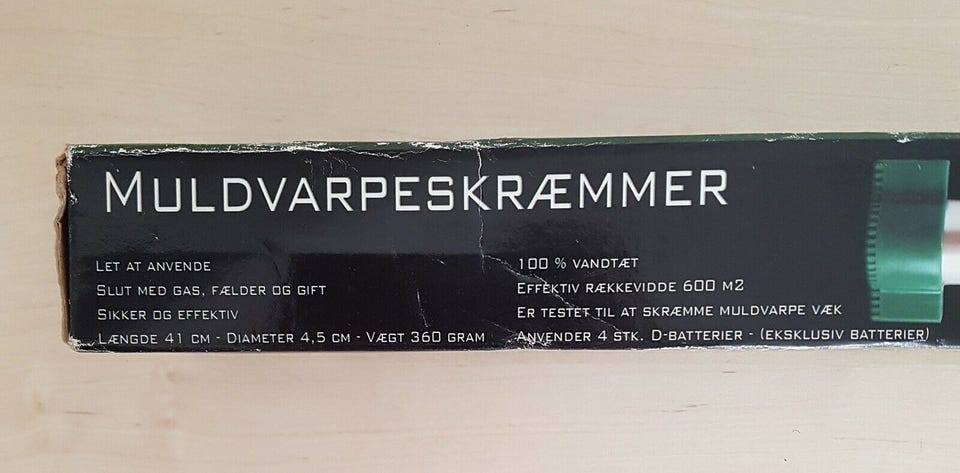 MULDVARPESKRÆMMER
LET AT ANVENDE
SLUT MED GAS, FÆLDER OG GIFT
SIKKER OG EFFEKTIV
LÆNGDE 41 CM - DIAMETER 4,5 CM - VÆGT 360 GRAM
100 % VANDTÆT
EFFEKTIV RÆKKEVIDDE 600 M2
ER TESTET TIL AT SKRÆMME MULDVARPE VÆK
ANVENDER 4 STK. D-BATTERIER - (EKSKLUSIV BATTERIER)